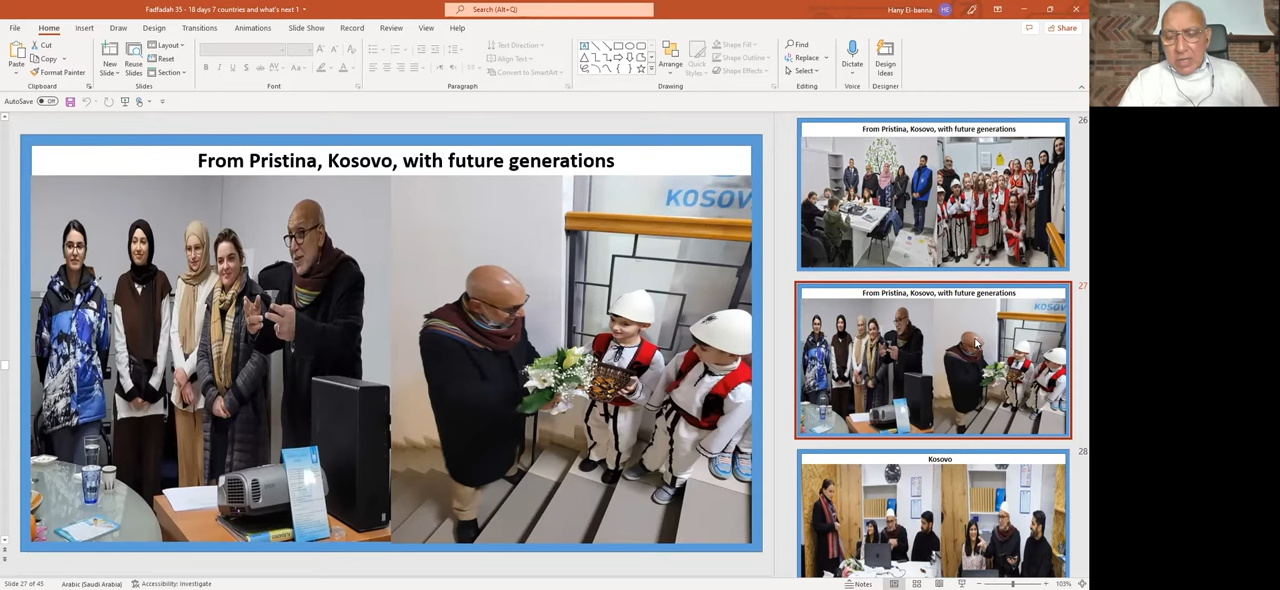 Fadfadah 35 - 18 days 7 countries and what's next 1
Search (Alt+Q)
Hany El-banna
HE
File
Home
Insert
Draw
Design
Transitions
Animations
Slide Show
Record
Review
View
Help
Share
Paste
Cut
Copy
Format Painter
Clipboard
New Slide
Reuse Slides
Layout
Reset
Section
Slides
Font
Text Direction
Align Text
Convert to SmartArt
Paragraph
Arrange
Quick Styles
Shape Fill
Shape Outline
Shape Effects
Drawing
Find
Replace
Select
Editing
Dictate
Voice
Design Ideas
Designer
AutoSave Off
From Pristina, Kosovo, with future generations
KOSOV
26
From Pristina, Kosovo, with future generations
27
From Pristina, Kosovo, with future generations
KOSOV
28
Kosovo
Slide 27 of 45
Arabic (Saudi Arabia)
Accessibility: Investigate
Notes
103%